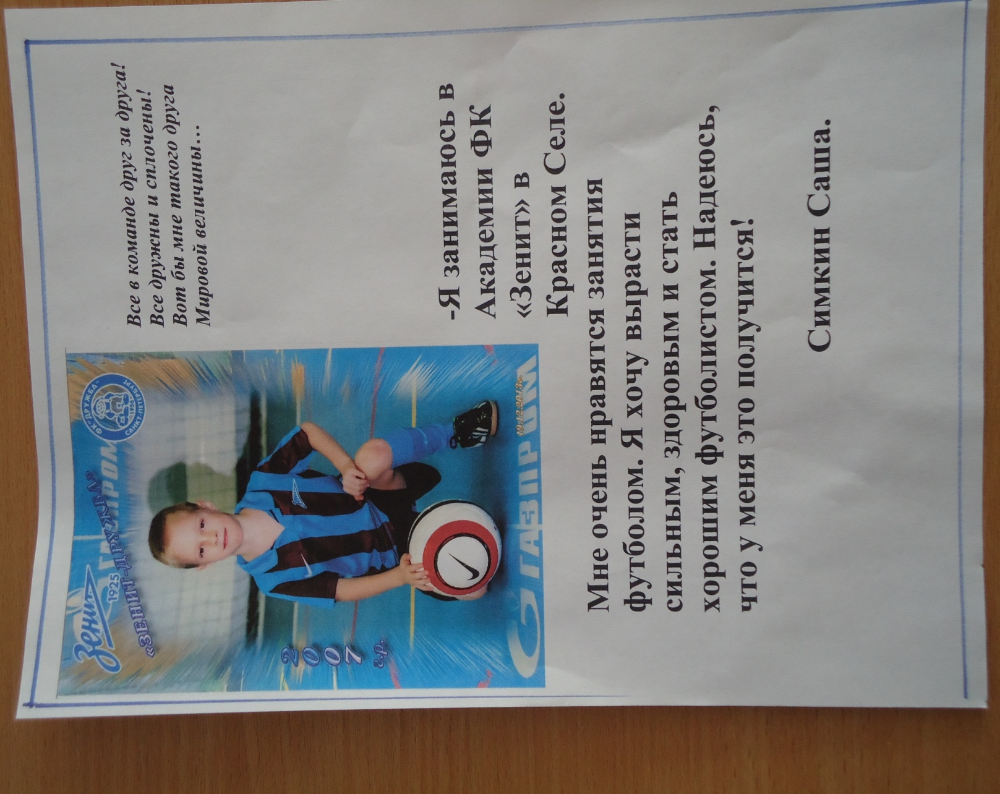 Все в команде друг за друга!
Все дружны и сплочены!
Вот бы мне такого друга
Мировой величины…
Зенит
1925
ГАЗПРОМ
«ЗЕНИТ-ДРУЖБА»
ФК "ДРУЖБА"
САНКТ-ПЕТЕРБУРГ
2007
г.р.
19.12.2013г.
ГАЗПРОМ
-Я занимаюсь в
Академии ФК
«Зенит» в
Красном Селе.
Мне очень нравятся занятия
футболом. Я хочу вырасти
сильным, здоровым и стать
хорошим футболистом. Надеюсь,
что у меня это получится!
Симкин Саша.